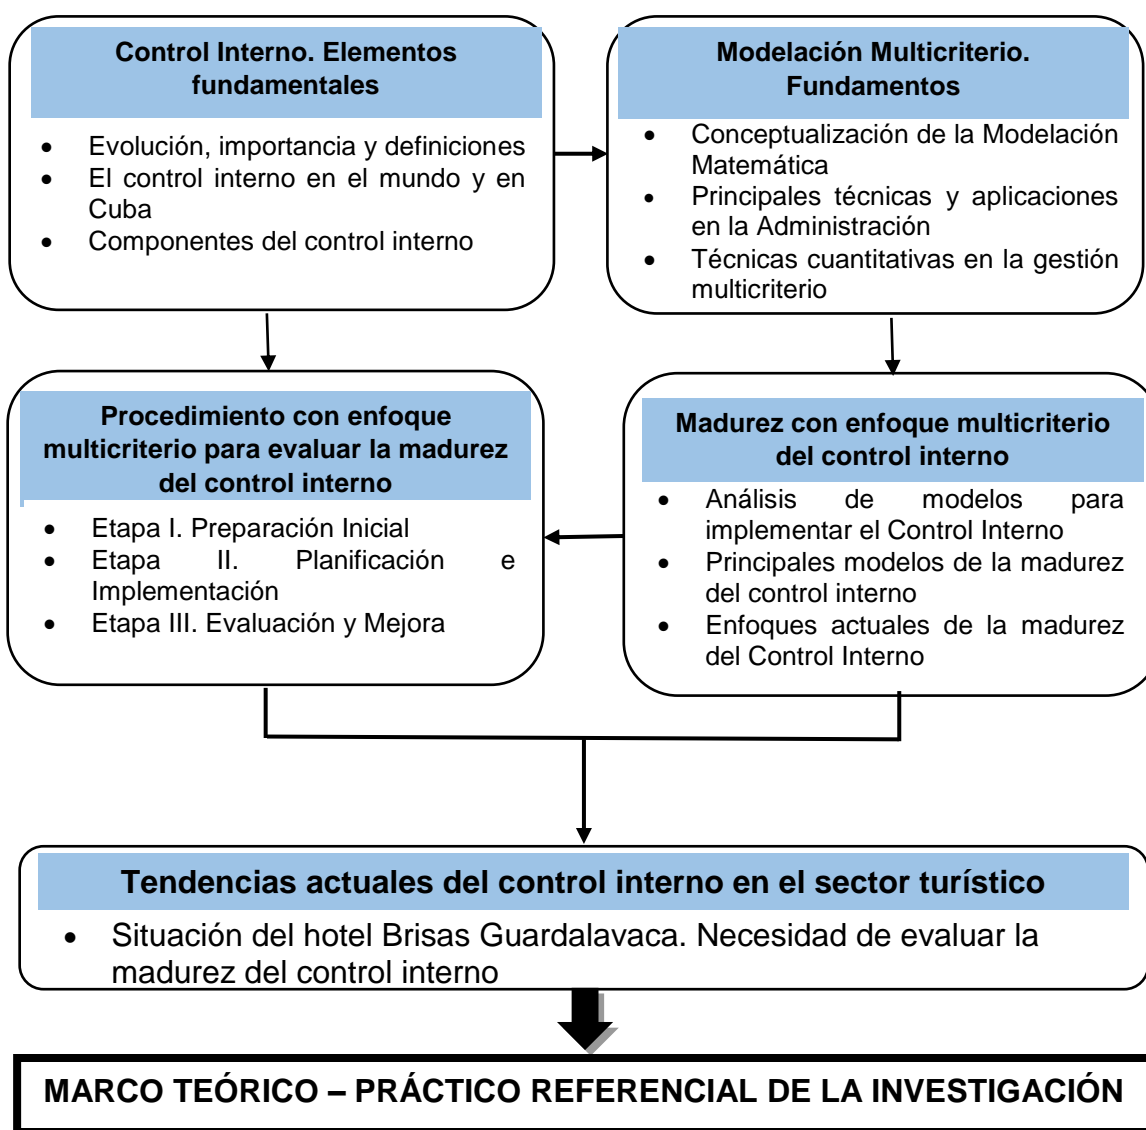 Control Interno. Elementos
fundamentales
• Evolución, importancia y definiciones
• El control interno en el mundo y en
Cuba
• Componentes del control interno
Modelación Multicriterio.
Fundamentos
• Conceptualización de la Modelación
Matemática
• Principales técnicas y aplicaciones
en la Administración
• Técnicas cuantitativas en la gestión
multicriterio
Procedimiento con enfoque
multicriterio para evaluar la madurez
del control interno
• Etapa I. Preparación Inicial
• Etapa II. Planificación e
Implementación
• Etapa III. Evaluación y Mejora
Madurez con enfoque multicriterio
del control interno
• Análisis de modelos para
implementar el Control Interno
• Principales modelos de la madurez
del control interno
• Enfoques actuales de la madurez
del Control Interno
Tendencias actuales del control interno en el sector turístico
• Situación del hotel Brisas Guardalavaca. Necesidad de evaluar la
madurez del control interno
MARCO TEÓRICO – PRÁCTICO REFERENCIAL DE LA INVESTIGACIÓN